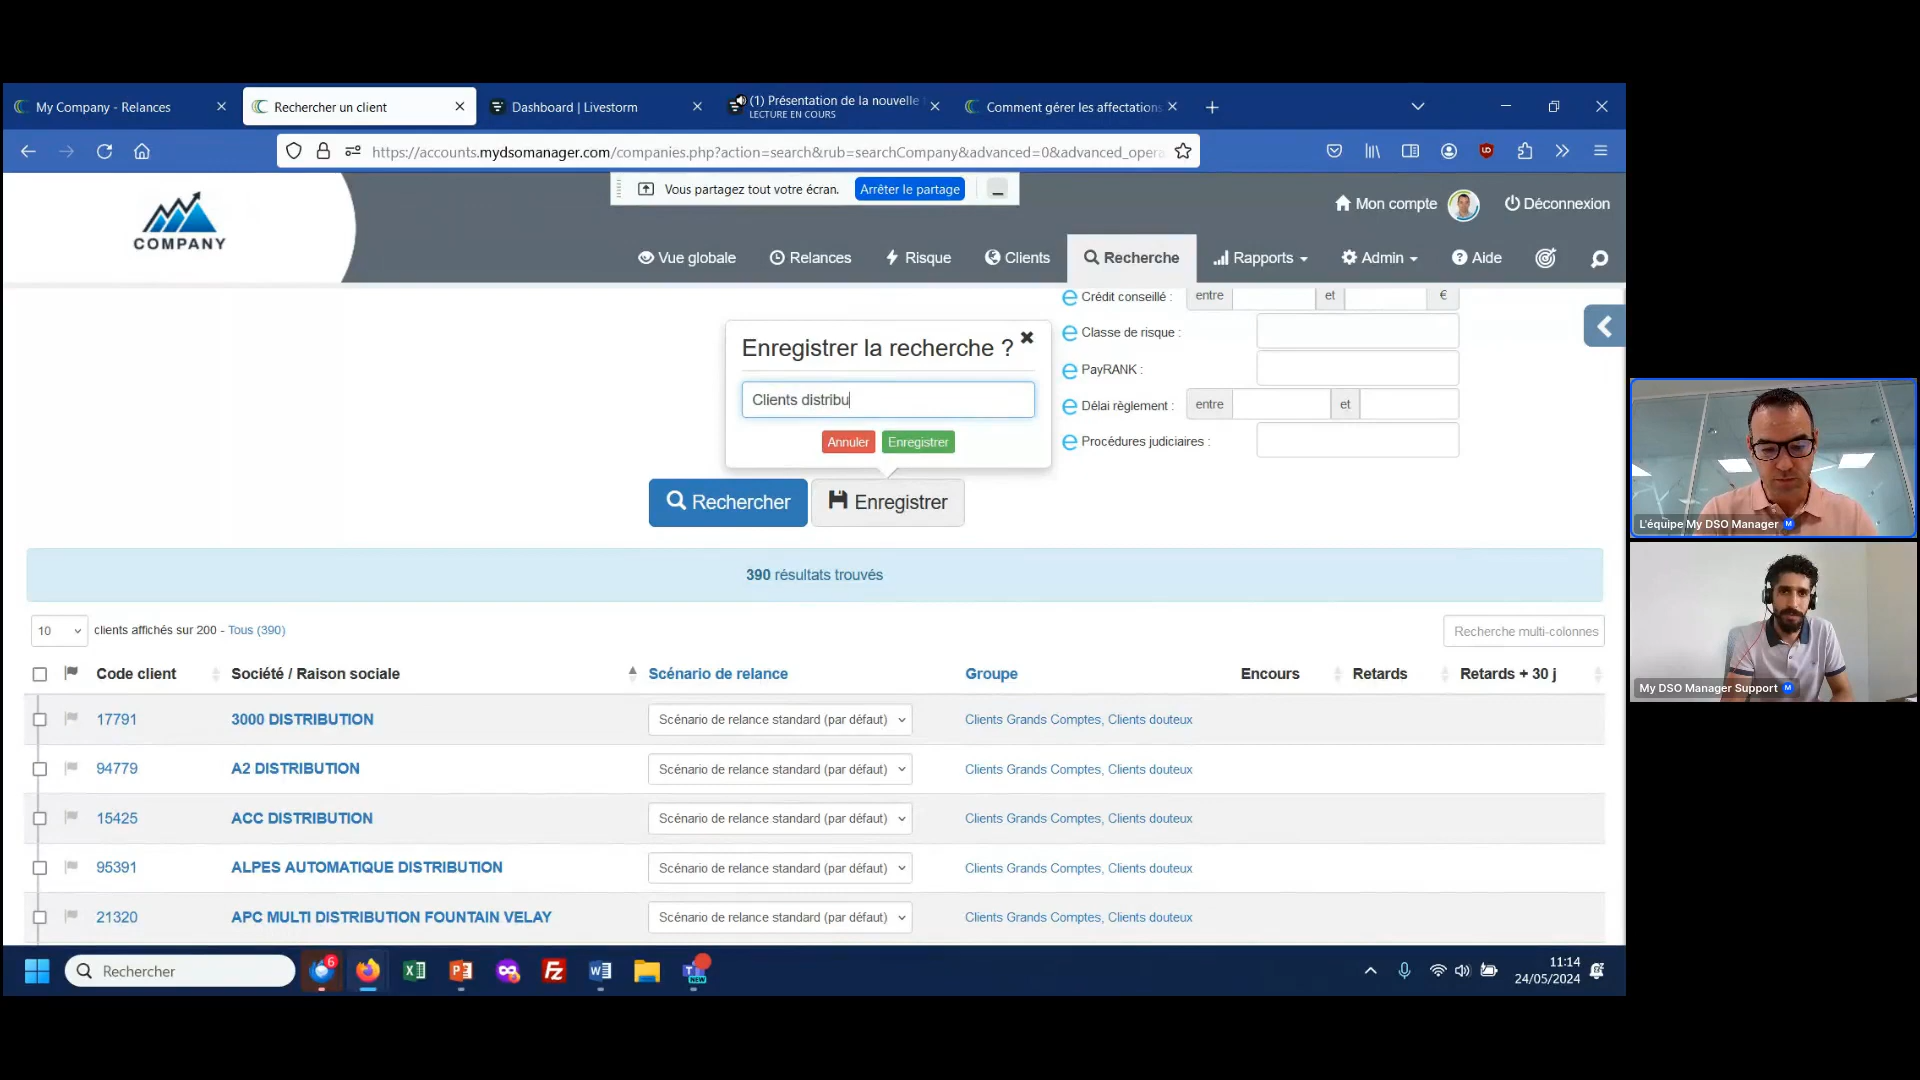 My Company - Relances
Rechercher un client
Dashboard | Livestorm
(1) Présentation de la nouvelle
LECTURE EN COURS
Comment gérer les affectations
https://accounts.mydsomanager.com/companies.php?action=search&rub=searchCompany&advanced=0&advanced_opera
Vous partagez tout votre écran.
Arrêter le partage
COMPANY
Mon compte
Déconnexion
Vue globale
Relances
Risque
Clients
Recherche
Rapports
Admin
Aide
Crédit conseillé :
entre
et
€
Classe de risque :
PayRANK :
Délai règlement :
entre
et
Procédures judiciaires :
Enregistrer la recherche ?
Clients distribu
Annuler
Enregistrer
Rechercher
Enregistrer
390 résultats trouvés
10
clients affichés sur 200 - Tous (390)
Recherche multi-colonnes
Code client
Société / Raison sociale
Scénario de relance
Groupe
Encours
Retards
Retards + 30 j
17791
3000 DISTRIBUTION
Scénario de relance standard (par défaut)
Clients Grands Comptes, Clients douteux
94779
A2 DISTRIBUTION
Scénario de relance standard (par défaut)
Clients Grands Comptes, Clients douteux
15425
ACC DISTRIBUTION
Scénario de relance standard (par défaut)
Clients Grands Comptes, Clients douteux
95391
ALPES AUTOMATIQUE DISTRIBUTION
Scénario de relance standard (par défaut)
Clients Grands Comptes, Clients douteux
21320
APC MULTI DISTRIBUTION FOUNTAIN VELAY
Scénario de relance standard (par défaut)
Clients Grands Comptes, Clients douteux
Rechercher
6
NEW
11:14
24/05/2024
L'équipe My DSO Manager
M
My DSO Manager Support
M